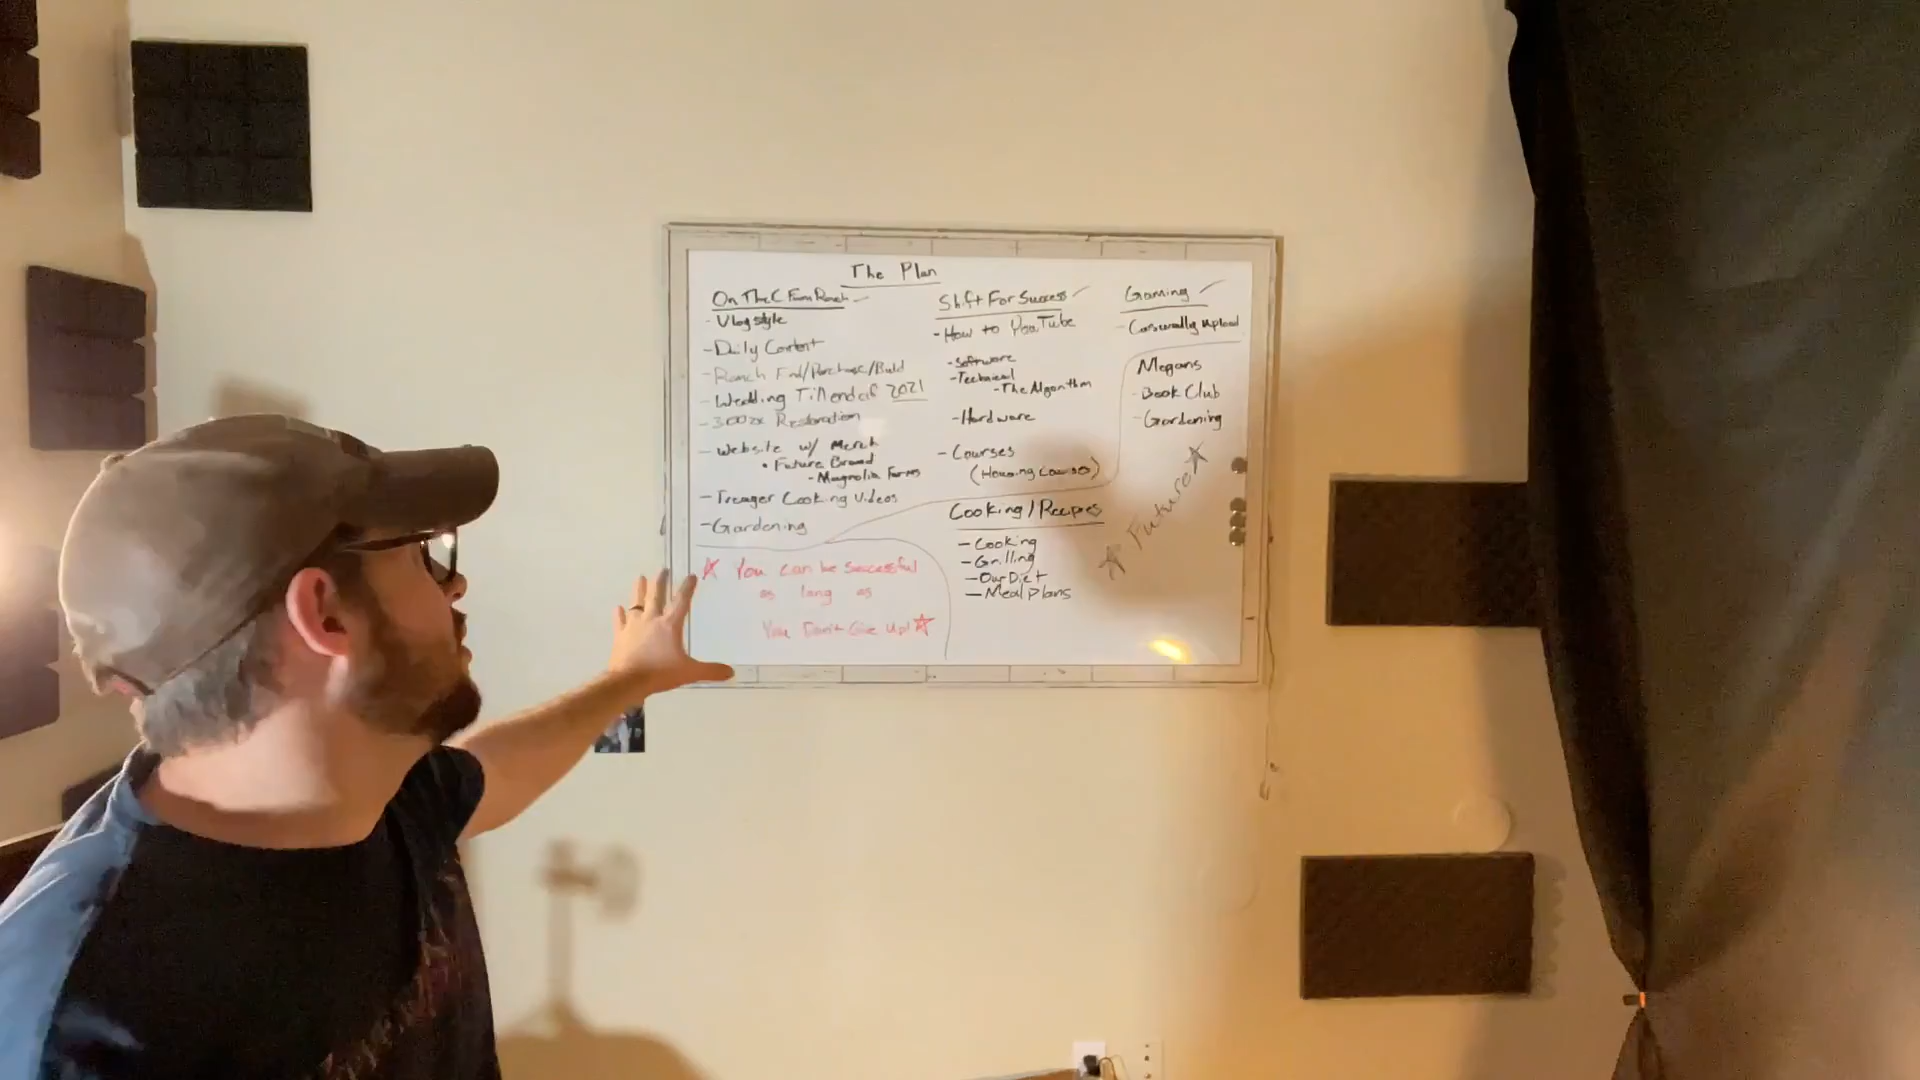 The Plan
On The C Farm Ranch
- Vlog style
- Daily Content
- Ranch Find/Purchase/Build
- Wedding Till end of 2021
- 300zx Restoration
- Website w/ Merch
• Future Brand
- Magnolia Farms
- Treager Cooking Videos
- Gardening
You can be successful
as long as
You Don't Give Up!
Shift For Success
- How to YouTube
- Software
- Technical
- The Algorithm
- Hardware
- Courses
(Housing Courses)
Cooking / Recipes
- Cooking
- Grilling
- Our Diet
- Meal Plans
Gaming
- Upload
Megans
- Book Club
- Gardening
Future